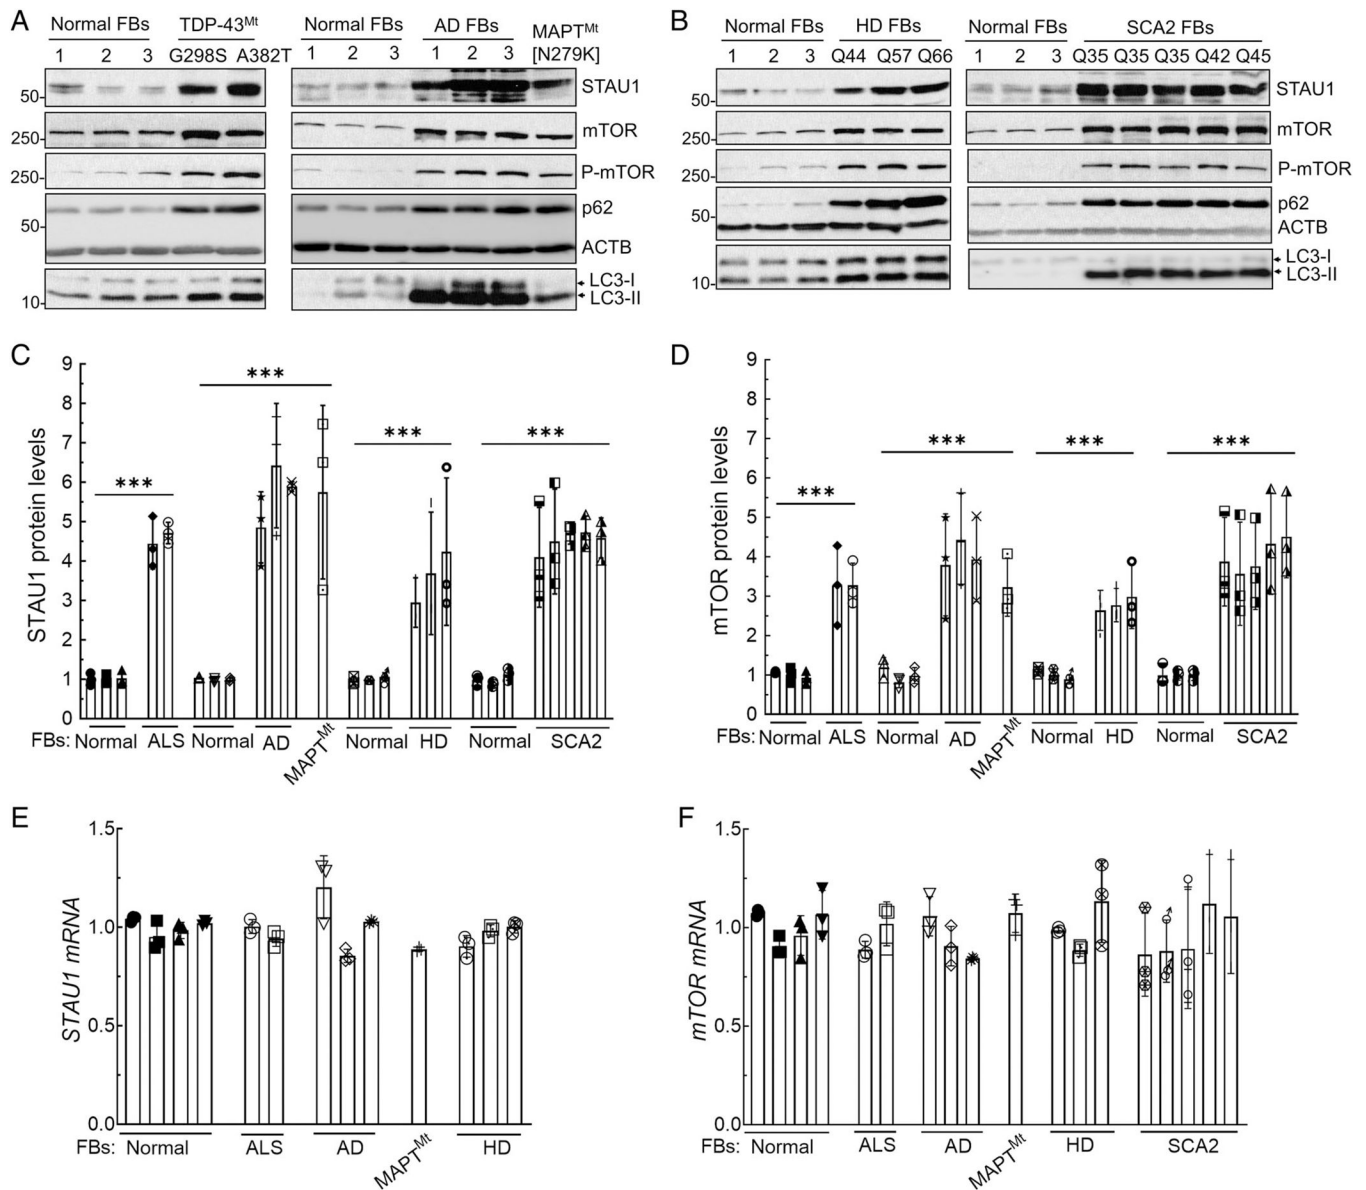 A
Normal FBs TDP-43Mt
1 2 3 G298S A382T
Normal FBs AD FBs MAPTMt
1 2 3 1 2 3 [N279K]
50- STAU1
250- mTOR
250- P-mTOR
p62
50-
ACTB
LC3-I
10- LC3-II
B
Normal FBs HD FBs
1 2 3 Q44 Q57 Q66
Normal FBs SCA2 FBs
1 2 3 Q35 Q35 Q35 Q42 Q45
50- STAU1
250- mTOR
250- P-mTOR
p62
50-
ACTB
LC3-I
10- LC3-II
C
STAU1 protein levels
9
8
7
6
5
4
3
2
1
0
*** *** *** ***
FBs: Normal ALS Normal AD MAPTMt Normal HD Normal SCA2
D
mTOR protein levels
9
8
7
6
5
4
3
2
1
0
*** *** *** ***
FBs: Normal ALS Normal AD MAPTMt Normal HD Normal SCA2
E
STAU1 mRNA
1.5
1.0
0.5
0.0
FBs: Normal ALS AD MAPTMt HD
F
mTOR mRNA
1.5
1.0
0.5
0.0
FBs: Normal ALS AD MAPTMt HD SCA2